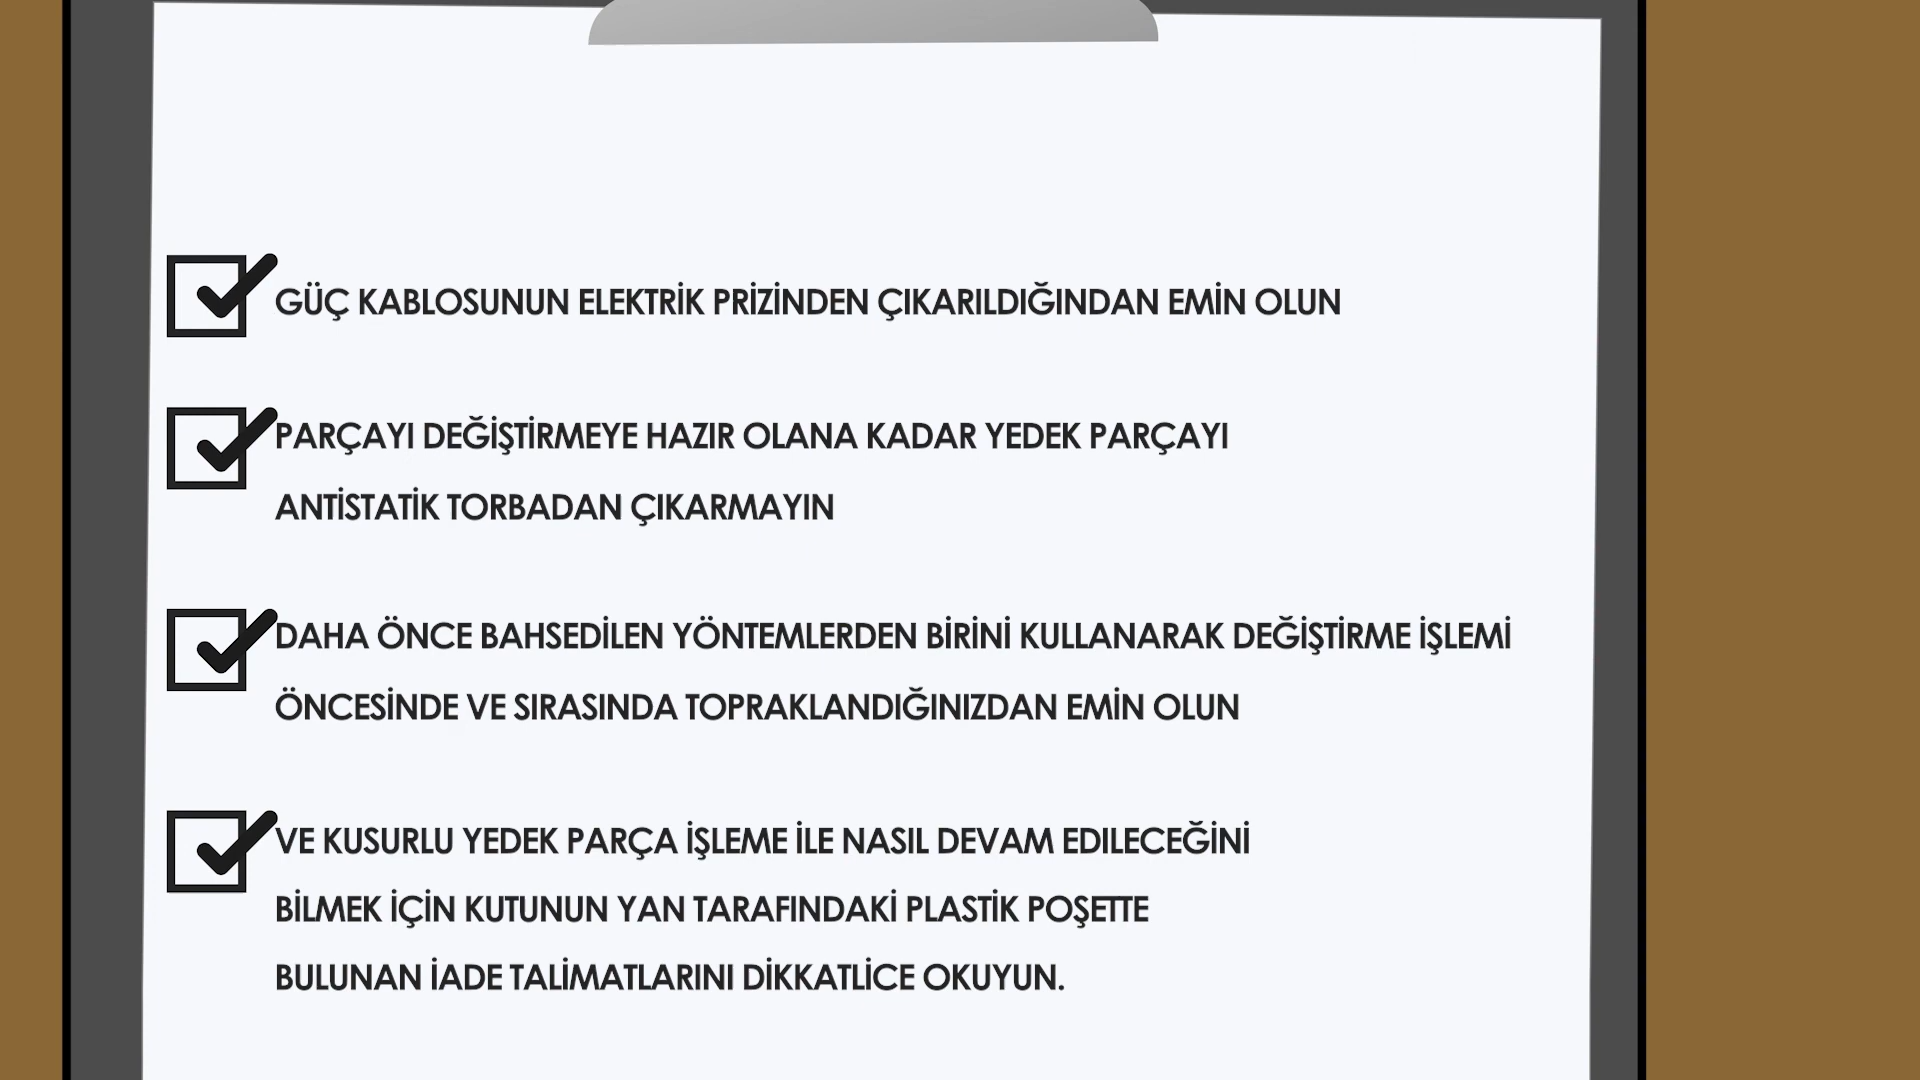 GÜÇ KABLOSUNUN ELEKTRİK PRİZİNDEN ÇIKARILDIĞINDAN EMİN OLUN
PARÇAYI DEĞİŞTİRMEYE HAZIR OLANA KADAR YEDEK PARÇAYI
ANTİSTATİK TORBADAN ÇIKARMAYIN
DAHA ÖNCE BAHSEDİLEN YÖNTEMLERDEN BİRİNİ KULLANARAK DEĞİŞTİRME İŞLEMİ
ÖNCESİNDE VE SIRASINDA TOPRAKLANDIĞINIZDAN EMİN OLUN
VE KUSURLU YEDEK PARÇA İŞLEME İLE NASIL DEVAM EDILECEĞİNİ
BİLMEK İÇİN KUTUNUN YAN TARAFINDAKİ PLASTİK POŞETTE
BULUNAN İADE TALİMATLARINI DİKKATLİCE OKUYUN.